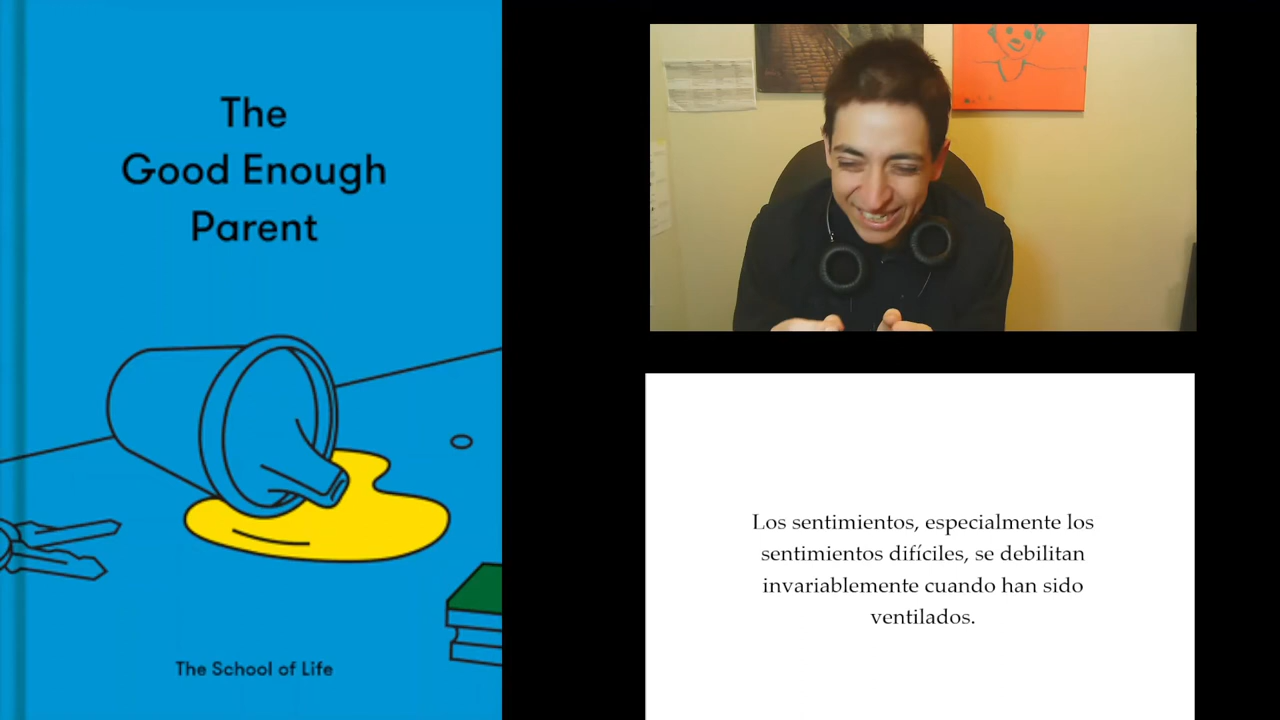 The
Good Enough
Parent
The School of Life
Los sentimientos, especialmente los
sentimientos difíciles, se debilitan
invariablemente cuando han sido
ventilados.